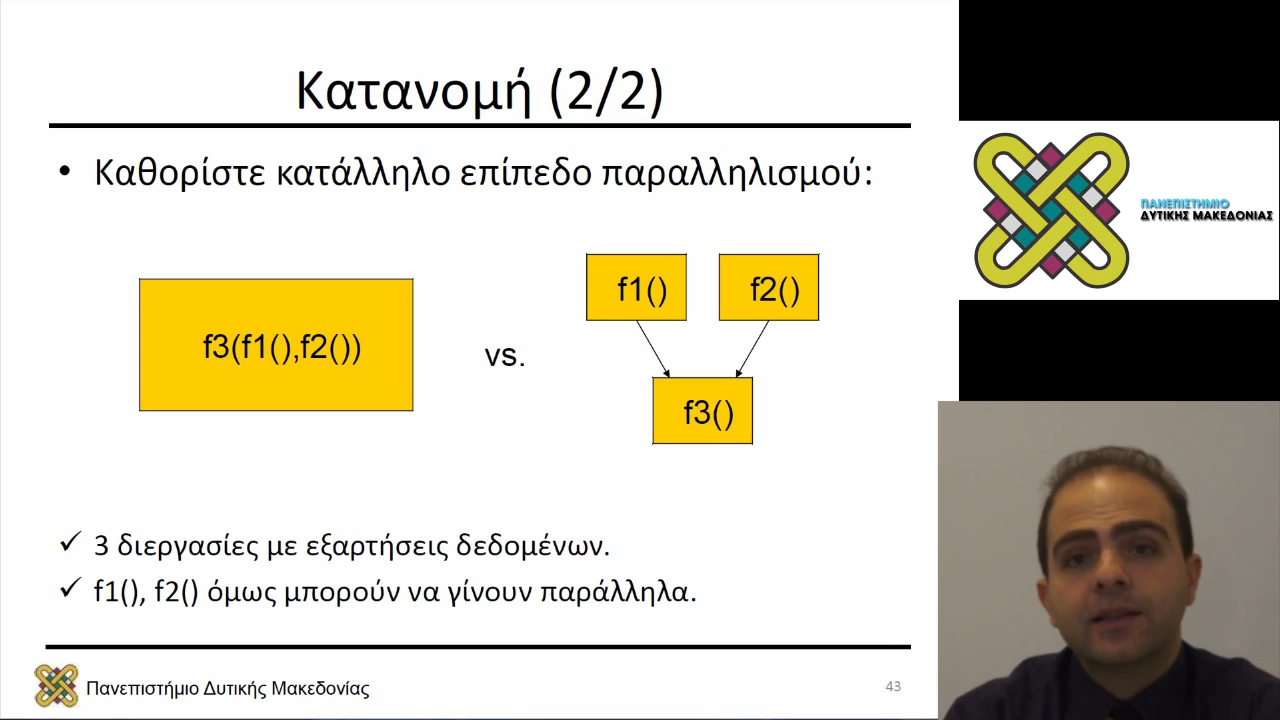 Κατανομή (2/2)
• Καθορίστε κατάλληλο επίπεδο παραλληλισμού:
f3(f1(),f2())
vs.
f1()
f2()
f3()
✓ 3 διεργασίες με εξαρτήσεις δεδομένων.
✓ f1(), f2() όμως μπορούν να γίνουν παράλληλα.
Πανεπιστήμιο Δυτικής Μακεδονίας
43
ΠΑΝΕΠΙΣΤΗΜΙΟ
ΔΥΤΙΚΗΣ ΜΑΚΕΔΟΝΙΑΣ